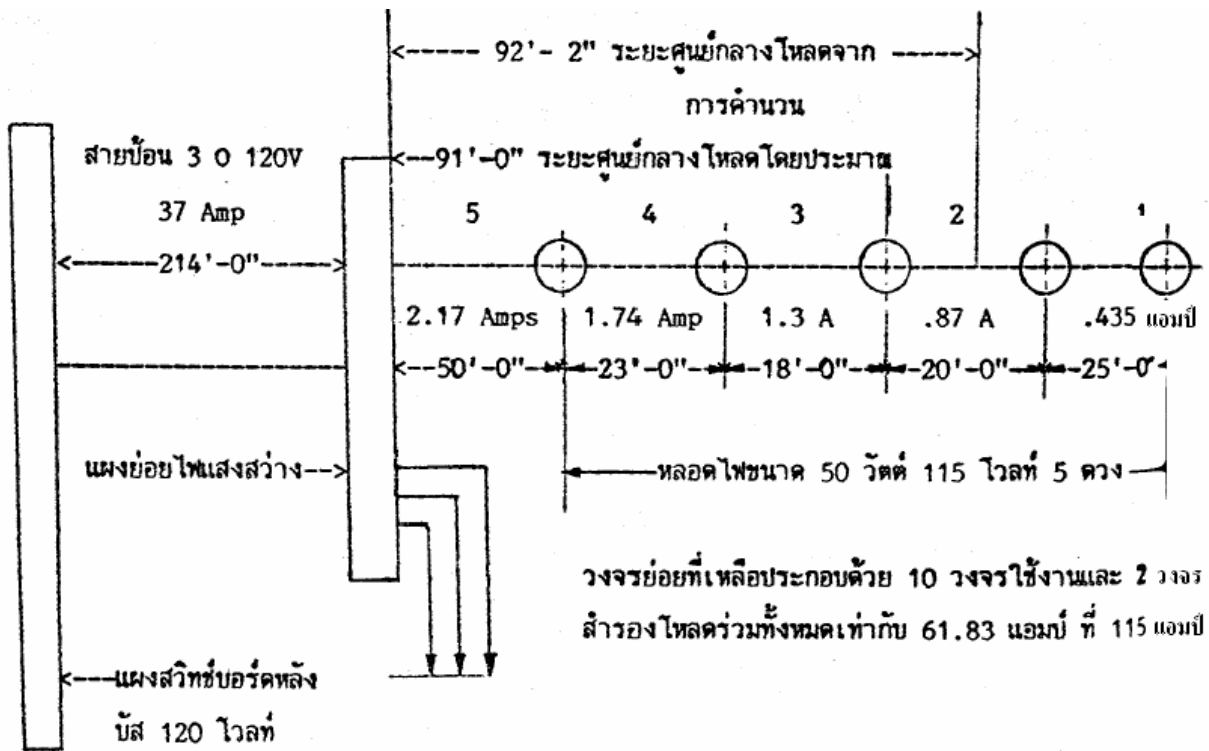 <---- 92'- 2" ระยะศูนย์กลางโหลดจาก ---->
การคำนวน
สายป้อน 3 O 120V
<--91'-0" ระยะศูนย์กลางโหลดโดยประมาณ
37 Amp
5 4 3 2 1
<----214'-0"---->
2.17 Amps 1.74 Amp 1.3 A .87 A .435 แอมป์
<--50'-0"--> 23'-0" 18'-0" 20'-0" 25'-0
แผงย่อยไฟแสงสว่าง-->
หลอดไฟขนาด 50 วัตต์ 115 โวลท์ 5 ดวง
วงจรย่อยที่เหลือประกอบด้วย 10 วงจรใช้งานและ 2 วงจร
สำรองโหลดร่วมทั้งหมดเท่ากับ 61.83 แอมป์ ที่ 115 แอมป์
<---แผงสวิทช์บอร์ดหลัง
บัส 120 โวลท์